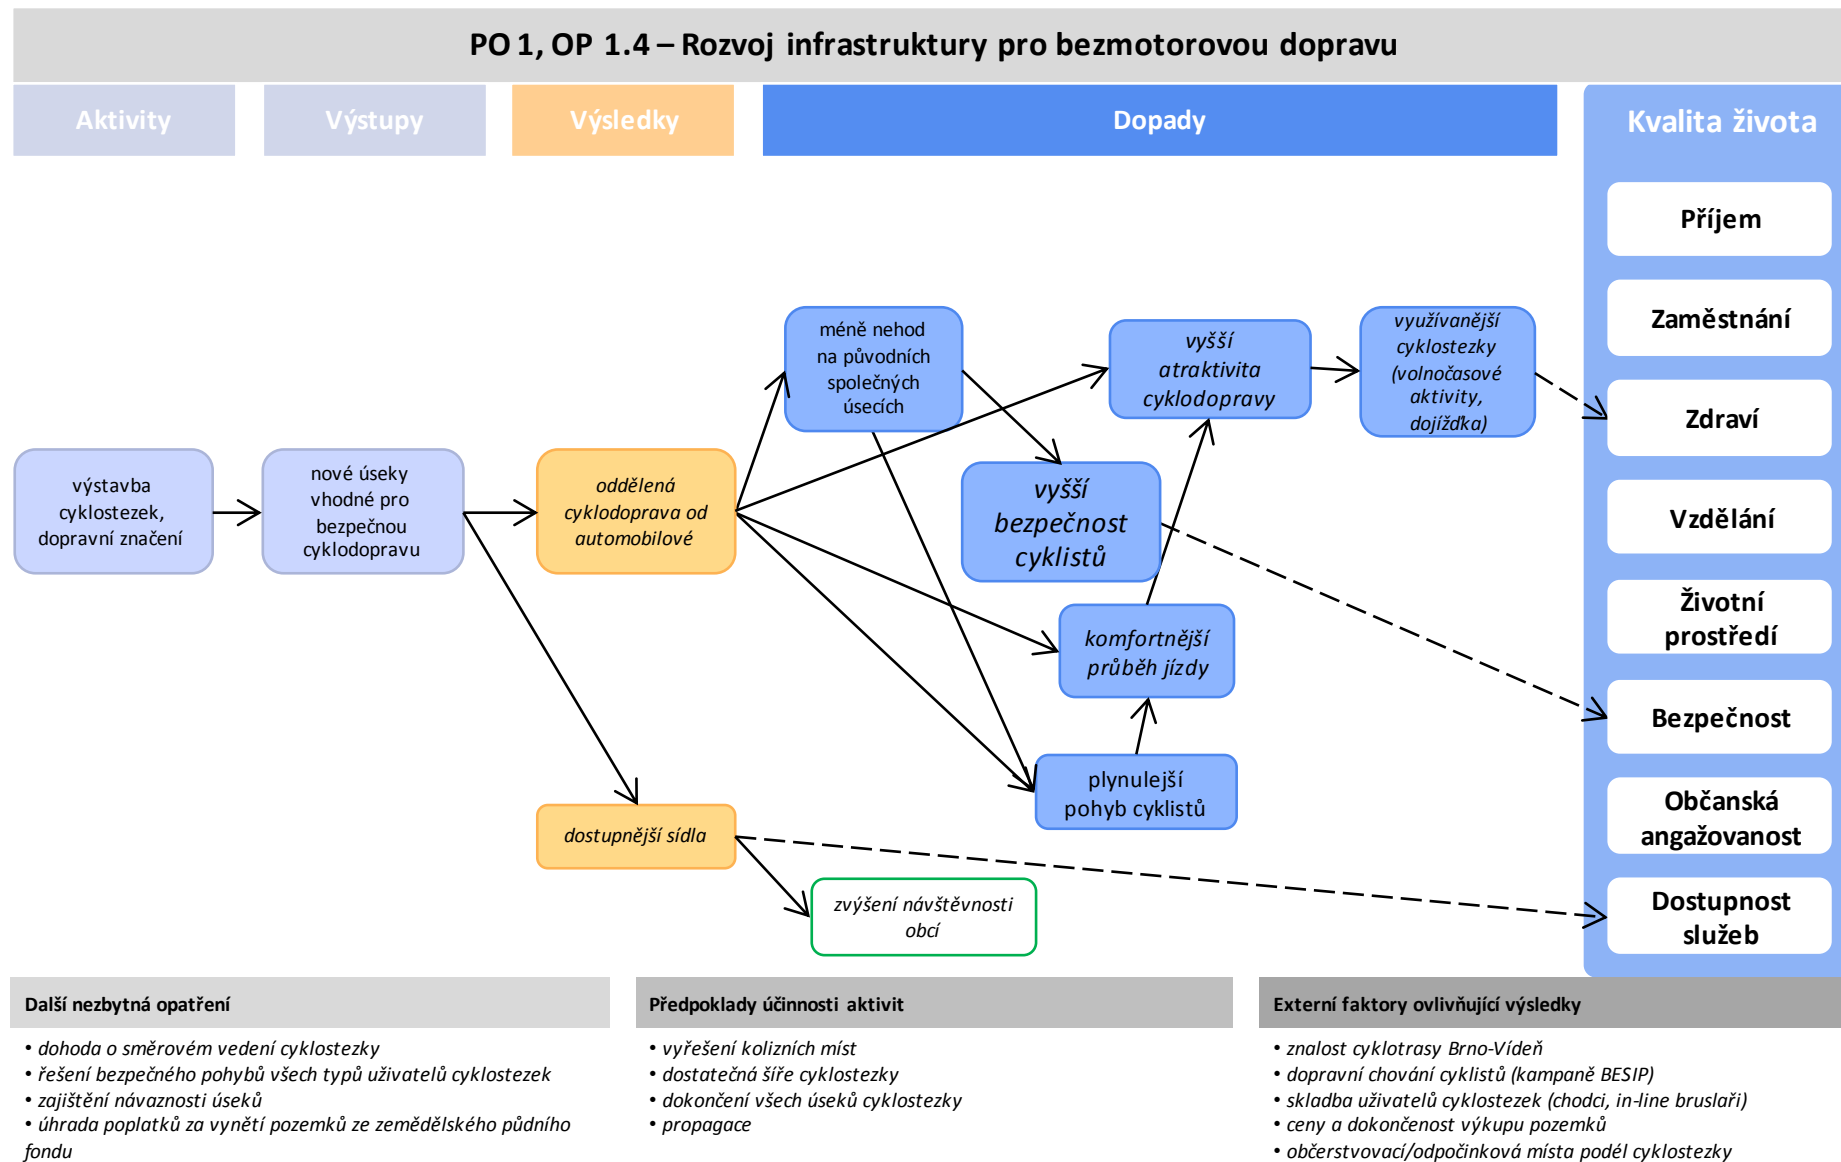 PO 1, OP 1.4 – Rozvoj infrastruktury pro bezmotorovou dopravu
Aktivity
Výstupy
Výsledky
Dopady
Kvalita života
Příjem
Zaměstnání
Zdraví
Vzdělání
Životní
prostředí
Bezpečnost
Občanská
angažovanost
Dostupnost
služeb
výstavba
cyklostezek,
dopravní značení
nové úseky
vhodné pro
bezpečnou
cyklodopravu
oddělená
cyklodoprava od
automobilové
dostupnější sídla
méně nehod
na původních
společných
úsecích
vyšší
bezpečnost
cyklistů
komfortnější
průběh jízdy
plynulejší
pohyb cyklistů
zvýšení návštěvnosti
obcí
vyšší
atraktivita
cyklodopravy
využívanější
cyklostezky
(volnočasové
aktivity,
dojížďka)
Další nezbytná opatření
• dohoda o směrovém vedení cyklostezky
• řešení bezpečného pohybů všech typů uživatelů cyklostezek
• zajištění návaznosti úseků
• úhrada poplatků za vynětí pozemků ze zemědělského půdního
fondu
Předpoklady účinnosti aktivit
• vyřešení kolizních míst
• dostatečná šíře cyklostezky
• dokončení všech úseků cyklostezky
• propagace
Externí faktory ovlivňující výsledky
• znalost cyklotrasy Brno-Vídeň
• dopravní chování cyklistů (kampaně BESIP)
• skladba uživatelů cyklostezek (chodci, in-line bruslaři)
• ceny a dokončenost výkupu pozemků
• občerstvovací/odpočinková místa podél cyklostezky